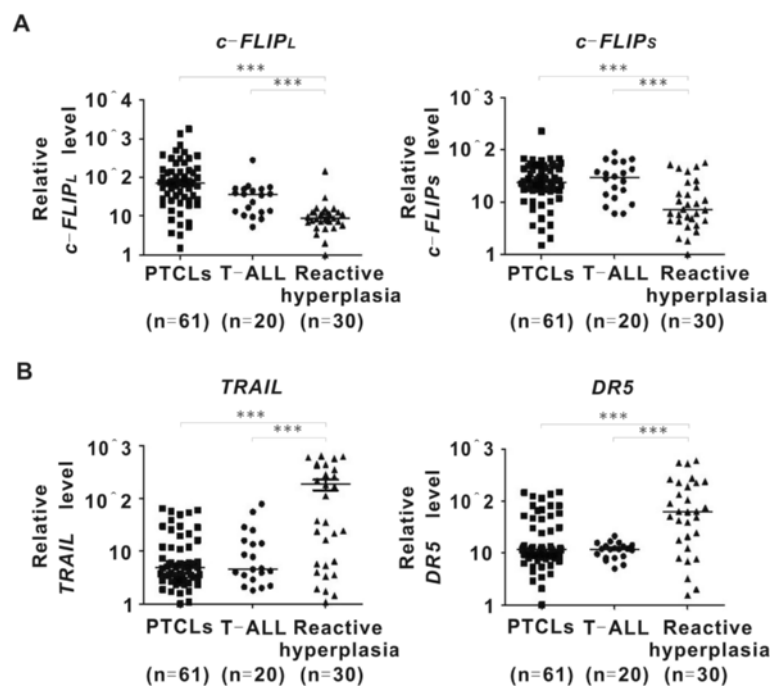 A
c-FLIPL
c-FLIPS
***
***
***
***
Relative
c-FLIPL level
10^4
10^3
10^2
10
1
Relative
c-FLIPS level
10^3
10^2
10
1
PTCLs T-ALL Reactive
hyperplasia
(n=61) (n=20) (n=30)
PTCLs T-ALL Reactive
hyperplasia
(n=61) (n=20) (n=30)
B
TRAIL
DR5
***
***
***
***
Relative
TRAIL level
10^3
10^2
10
1
Relative
DR5 level
10^3
10^2
10
1
PTCLs T-ALL Reactive
hyperplasia
(n=61) (n=20) (n=30)
PTCLs T-ALL Reactive
hyperplasia
(n=61) (n=20) (n=30)